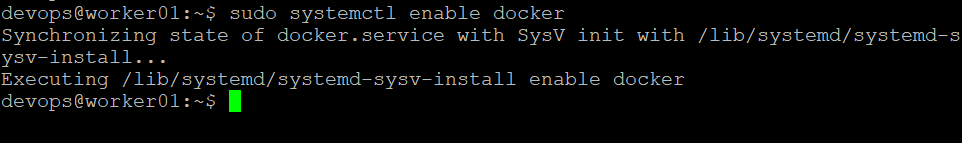 devops@worker01:~$ sudo systemctl enable docker
Synchronizing state of docker.service with SysV init with /lib/systemd/systemd-s
ysv-install...
Executing /lib/systemd/systemd-sysv-install enable docker
devops@worker01:~$